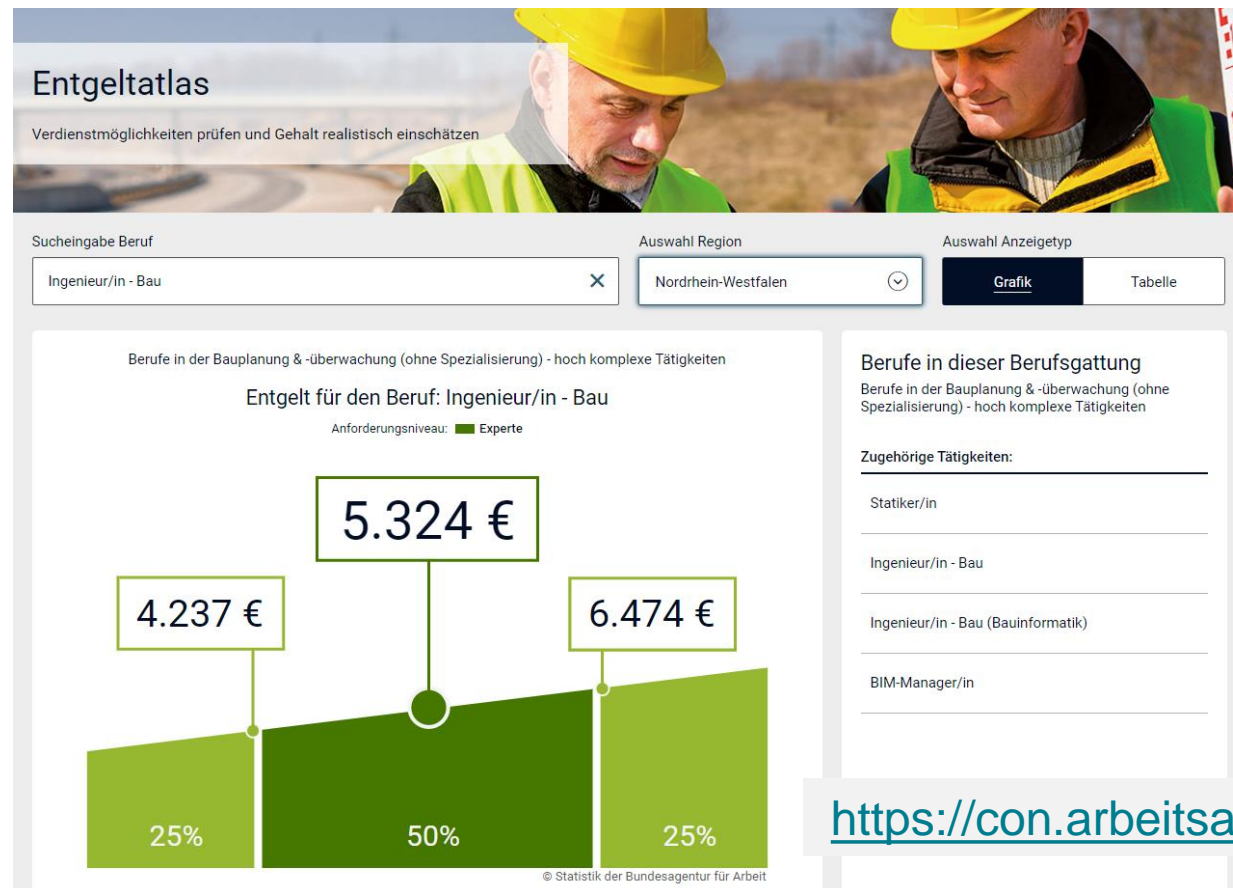 Entgeltatlas
Verdienstmöglichkeiten prüfen und Gehalt realistisch einschätzen
Sucheingabe Beruf
Ingenieur/in - Bau
Auswahl Region
Nordrhein-Westfalen
Auswahl Anzeigetyp
Grafik
Tabelle
Berufe in der Bauplanung & -überwachung (ohne Spezialisierung) - hoch komplexe Tätigkeiten
Entgelt für den Beruf: Ingenieur/in - Bau
Anforderungsniveau: Experte
5.324 €
4.237 €
6.474 €
25%
50%
25%
© Statistik der Bundesagentur für Arbeit
Berufe in dieser Berufsgattung
Berufe in der Bauplanung & -überwachung (ohne
Spezialisierung) - hoch komplexe Tätigkeiten
Zugehörige Tätigkeiten:
Statiker/in
Ingenieur/in - Bau
Ingenieur/in - Bau (Bauinformatik)
BIM-Manager/in
https://con.arbeitsa